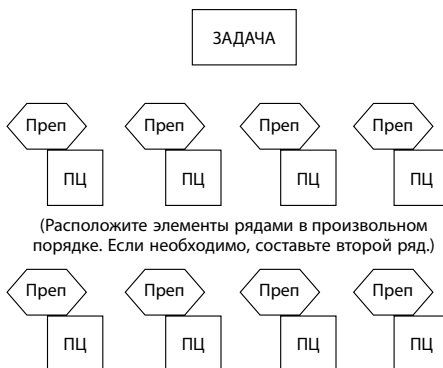 ЗАДАЧА
Преп Преп Преп Преп
ПЦ ПЦ ПЦ ПЦ
(Расположите элементы рядами в произвольном
порядке. Если необходимо, составьте второй ряд.)
Преп Преп Преп Преп
ПЦ ПЦ ПЦ ПЦ